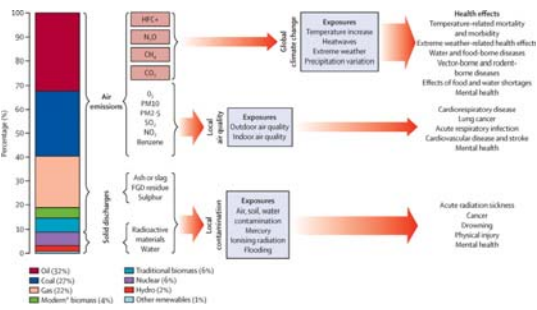 Percentage (%)
100
90
80
70
60
50
40
30
20
10
0
Air
emissions
Solid discharges
HFC+
N₂O
CH₄
CO₂
O₃
PM10
PM2·5
SO₂
NO₂
Benzene
Ash or slag
FGD residue
Sulphur
Radioactive
materials
Water
Global
climate change
Local
air quality
Local
contamination
Exposures
Temperature increase
Heatwaves
Extreme weather
Precipitation variation
Exposures
Outdoor air quality
Indoor air quality
Exposures
Air, soil, water
contamination
Mercury
Ionising radiation
Flooding
Health effects
Temperature-related mortality
and morbidity
Extreme weather-related health effects
Water and food-borne diseases
Vector-borne and rodent-
borne diseases
Effects of food and water shortages
Mental health
Cardiorespiratory disease
Lung cancer
Acute respiratory infection
Cardiovascular disease and stroke
Mental health
Acute radiation sickness
Cancer
Drowning
Physical injury
Mental health
Oil (32%)
Coal (27%)
Gas (22%)
Modern* biomass (4%)
Traditional biomass (6%)
Nuclear (6%)
Hydro (2%)
Other renewables (1%)